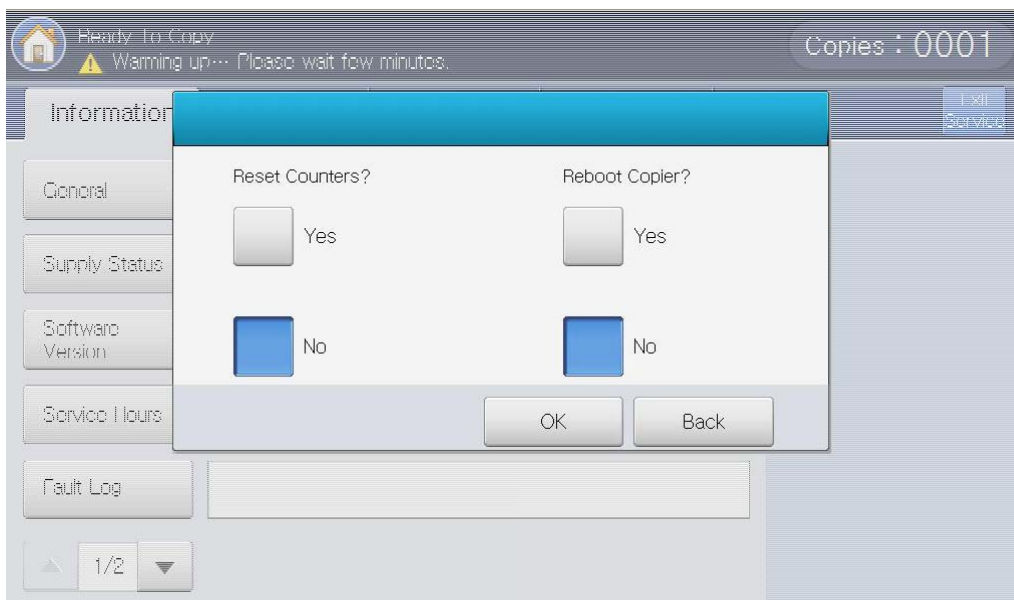 Ready To Copy
Warming up... Please wait few minutes.
Copies : 0001
Information
Exit
Service
General
Supply Status
Software
Version
Service Hours
Fault Log
1/2
Reset Counters?
Reboot Copier?
Yes
Yes
No
No
OK
Back